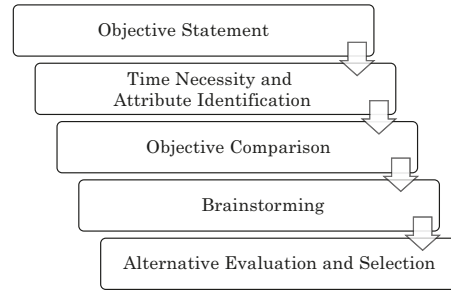 Objective Statement
Time Necessity and
Attribute Identification
Objective Comparison
Brainstorming
Alternative Evaluation and Selection